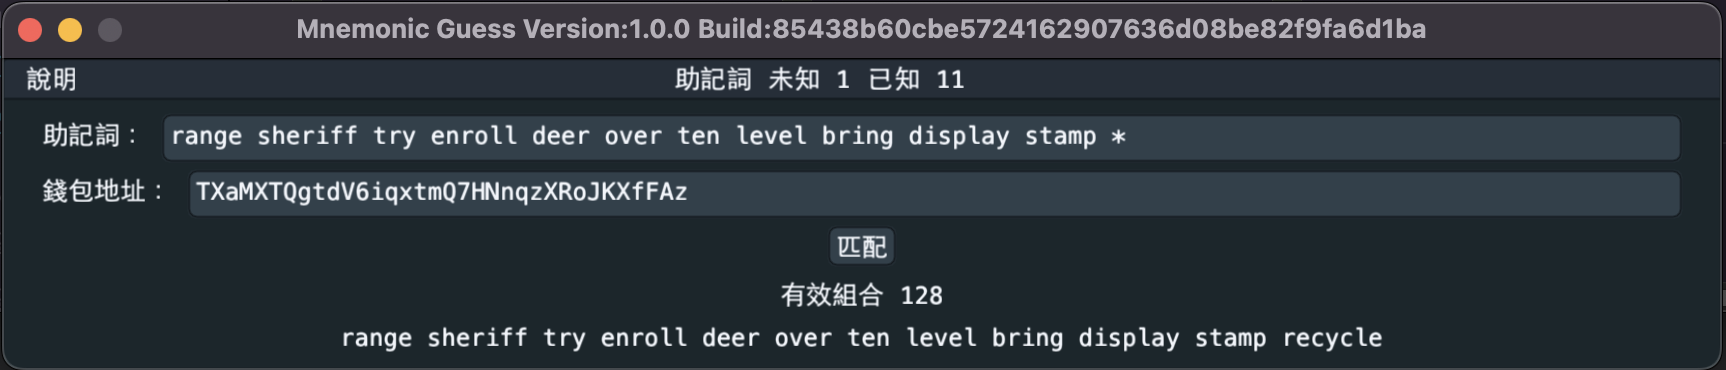 Mnemonic Guess Version:1.0.0 Build:85438b60cbe5724162907636d08be82f9fa6d1ba
說明 助記詞 未知 1 已知 11
助記詞： range sheriff try enroll deer over ten level bring display stamp *
錢包地址： TXaMXTQgtdV6iqxtmQ7HNnqzXRoJKXfFAz
匹配
有效組合 128
range sheriff try enroll deer over ten level bring display stamp recycle